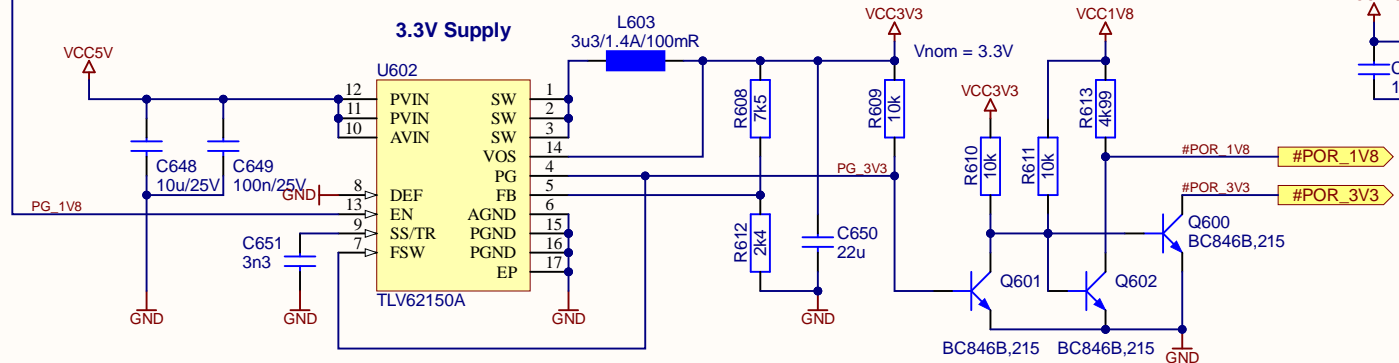 3.3V Supply
VCC5V
U602
L603
3u3/1.4A/100mR
VCC3V3
Vnom = 3.3V
VCC1V8
12 PVIN SW 1
11 PVIN SW 2
10 AVIN SW 3
VOS 14
PG 4
8 DEF FB 5
13 EN AGND 6
9 SS/TR PGND 15
7 FSW PGND 16
EP 17
TLV62150A
C648
10u/25V
C649
100n/25V
GND
PG_1V8
C651
3n3
GND
GND
GND
R608
7k5
R612
2k4
C650
22u
GND
R609
10k
PG_3V3
VCC3V3
R610
10k
R611
10k
R613
4k99
#POR_1V8
#POR_1V8
#POR_3V3
#POR_3V3
Q600
BC846B,215
Q601
BC846B,215
Q602
BC846B,215
GND